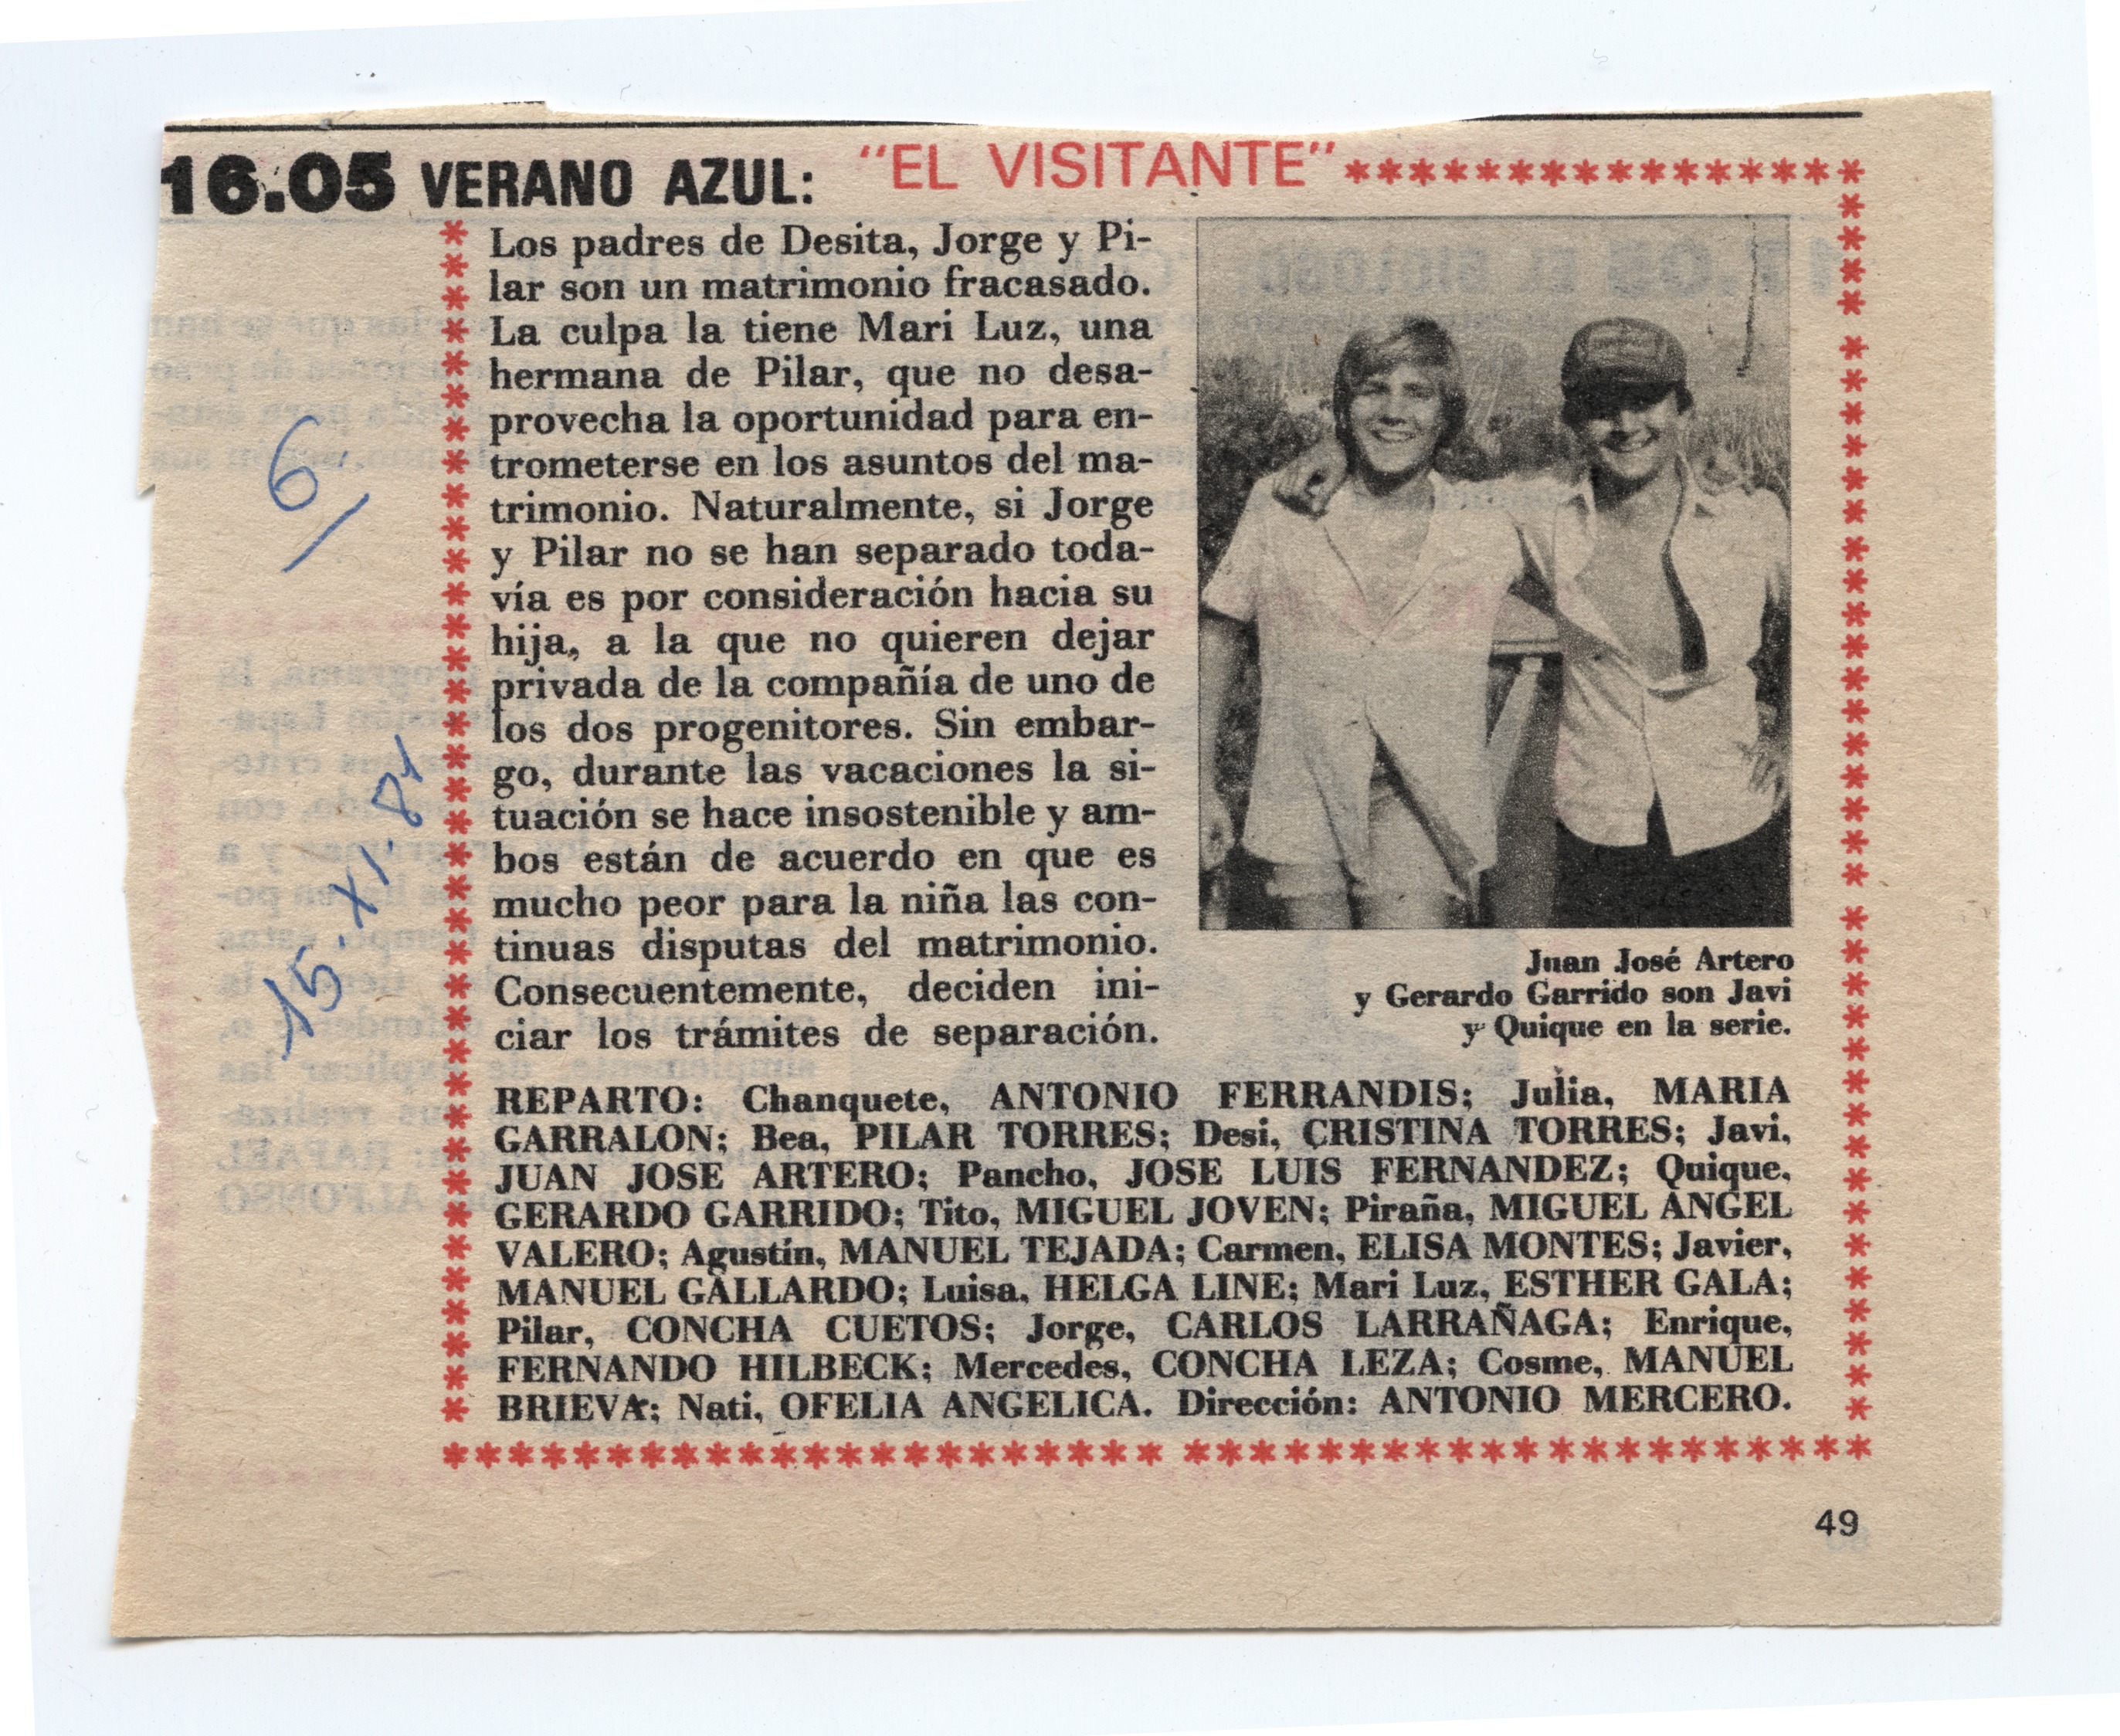 16.05 VERANO AZUL: "EL VISITANTE" ****************
Los padres de Desita, Jorge y Pi-
lar son un matrimonio fracasado.
La culpa la tiene Mari Luz, una
hermana de Pilar, que no desa-
provecha la oportunidad para en-
trometerse en los asuntos del ma-
trimonio. Naturalmente, si Jorge
y Pilar no se han separado toda-
vía es por consideración hacia su
hija, a la que no quieren dejar
privada de la compañía de uno de
los dos progenitores. Sin embar-
go, durante las vacaciones la si-
tuación se hace insostenible y am-
bos están de acuerdo en que es
mucho peor para la niña las con-
tinuas disputas del matrimonio.
Consecuentemente, deciden ini-
ciar los trámites de separación.
Juan José Artero
y Gerardo Garrido son Javi
y Quique en la serie.
REPARTO: Chanquete, ANTONIO FERRANDIS; Julia, MARIA
GARRALON; Bea, PILAR TORRES; Desi, CRISTINA TORRES; Javi,
JUAN JOSE ARTERO; Pancho, JOSE LUIS FERNANDEZ; Quique,
GERARDO GARRIDO; Tito, MIGUEL JOVEN; Piraña, MIGUEL ANGEL
VALERO; Agustín, MANUEL TEJADA; Carmen, ELISA MONTES; Javier,
MANUEL GALLARDO; Luisa, HELGA LINE; Mari Luz, ESTHER GALA;
Pilar, CONCHA CUETOS; Jorge, CARLOS LARRAÑAGA; Enrique,
FERNANDO HILBECK; Mercedes, CONCHA LEZA; Cosme, MANUEL
BRIEVA; Nati, OFELIA ANGELICA. Dirección: ANTONIO MERCERO.
49
6
15.XI.81